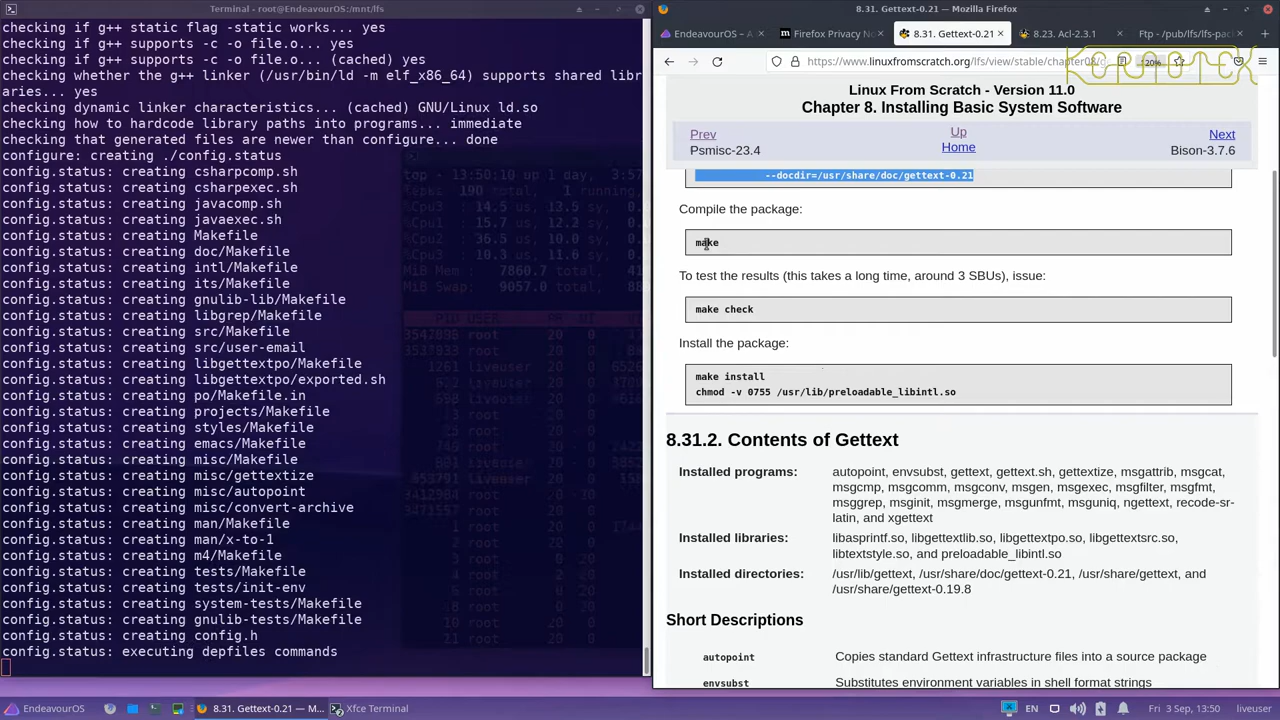 Terminal - root@EndeavourOS:/mnt/lfs
checking if g++ static flag -static works... yes
checking if g++ supports -c -o file.o... yes
checking if g++ supports -c -o file.o... (cached) yes
checking whether the g++ linker (/usr/bin/ld -m elf_x86_64) supports shared libr
aries... yes
checking dynamic linker characteristics... (cached) GNU/Linux ld.so
checking how to hardcode library paths into programs... immediate
checking that generated files are newer than configure... done
configure: creating ./config.status
config.status: creating csharpcomp.sh
config.status: creating csharpexec.sh
config.status: creating javacomp.sh
config.status: creating javaexec.sh
config.status: creating Makefile
config.status: creating doc/Makefile
config.status: creating intl/Makefile
config.status: creating its/Makefile
config.status: creating gnulib-lib/Makefile
config.status: creating libgrep/Makefile
config.status: creating src/Makefile
config.status: creating src/user-email
config.status: creating libgettextpo/Makefile
config.status: creating libgettextpo/exported.sh
config.status: creating po/Makefile.in
config.status: creating projects/Makefile
config.status: creating styles/Makefile
config.status: creating emacs/Makefile
config.status: creating misc/Makefile
config.status: creating misc/gettextize
config.status: creating misc/autopoint
config.status: creating misc/convert-archive
config.status: creating man/Makefile
config.status: creating man/x-to-1
config.status: creating m4/Makefile
config.status: creating tests/Makefile
config.status: creating tests/init-env
config.status: creating system-tests/Makefile
config.status: creating gnulib-tests/Makefile
config.status: creating config.h
config.status: executing depfiles commands
8.31. Gettext-0.21 — Mozilla Firefox
EndeavourOS – A
Firefox Privacy No
8.31. Gettext-0.21
8.23. Acl-2.3.1
Ftp - /pub/lfs/lfs-pac
https://www.linuxfromscratch.org/lfs/view/stable/chapter08/
120%
Linux From Scratch - Version 11.0
Chapter 8. Installing Basic System Software
Prev
Up
Next
Psmisc-23.4
Home
Bison-3.7.6
--docdir=/usr/share/doc/gettext-0.21
Compile the package:
make
To test the results (this takes a long time, around 3 SBUs), issue:
make check
Install the package:
make install
chmod -v 0755 /usr/lib/preloadable_libintl.so
8.31.2. Contents of Gettext
Installed programs: autopoint, envsubst, gettext, gettext.sh, gettextize, msgattrib, msgcat,
msgcmp, msgcomm, msgconv, msgen, msgexec, msgfilter, msgfmt,
msggrep, msginit, msgmerge, msgunfmt, msguniq, ngettext, recode-sr-
latin, and xgettext
Installed libraries: libasprintf.so, libgettextlib.so, libgettextpo.so, libgettextsrc.so,
libtextstyle.so, and preloadable_libintl.so
Installed directories: /usr/lib/gettext, /usr/share/doc/gettext-0.21, /usr/share/gettext, and
/usr/share/gettext-0.19.8
Short Descriptions
autopoint Copies standard Gettext infrastructure files into a source package
envsubst Substitutes environment variables in shell format strings
EndeavourOS
8.31. Gettext-0.21 — M...
Xfce Terminal
EN
Fri 3 Sep, 13:50
liveuser